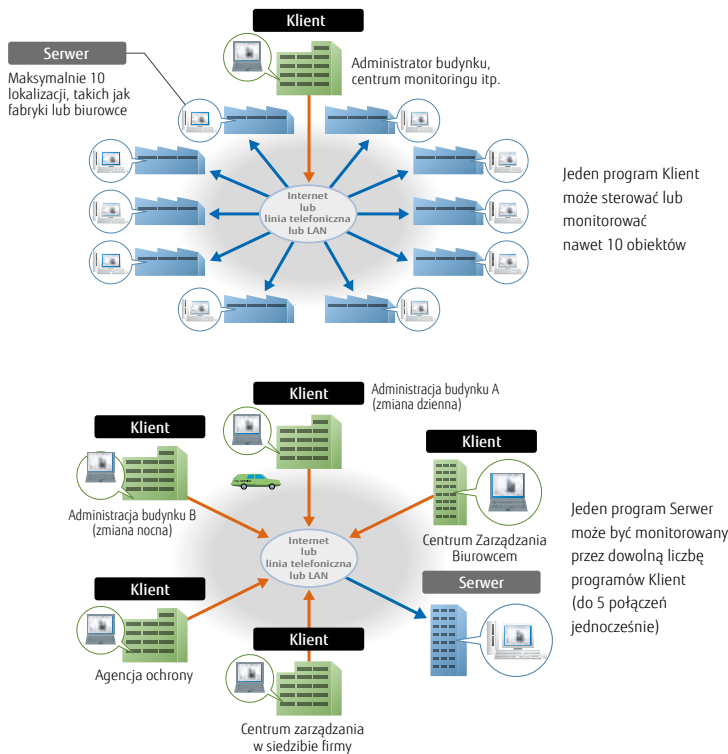 Klient
Serwer
Maksymalnie 10
lokalizacji, takich jak
fabryki lub biurowce
Administrator budynku,
centrum monitoringu itp.
Internet
lub
linia telefoniczna
lub LAN
Jeden program Klient
może sterować lub
monitorować
nawet 10 obiektów
Klient
Administracja budynku A
(zmiana dzienna)
Klient
Administracja budynku B
(zmiana nocna)
Klient
Centrum Zarządzania
Biurowcem
Internet
lub
linia telefoniczna
lub LAN
Serwer
Klient
Agencja ochrony
Klient
Centrum zarządzania
w siedzibie firmy
Jeden program Serwer
może być monitorowany
przez dowolną liczbę
programów Klient
(do 5 połączeń
jednocześnie)